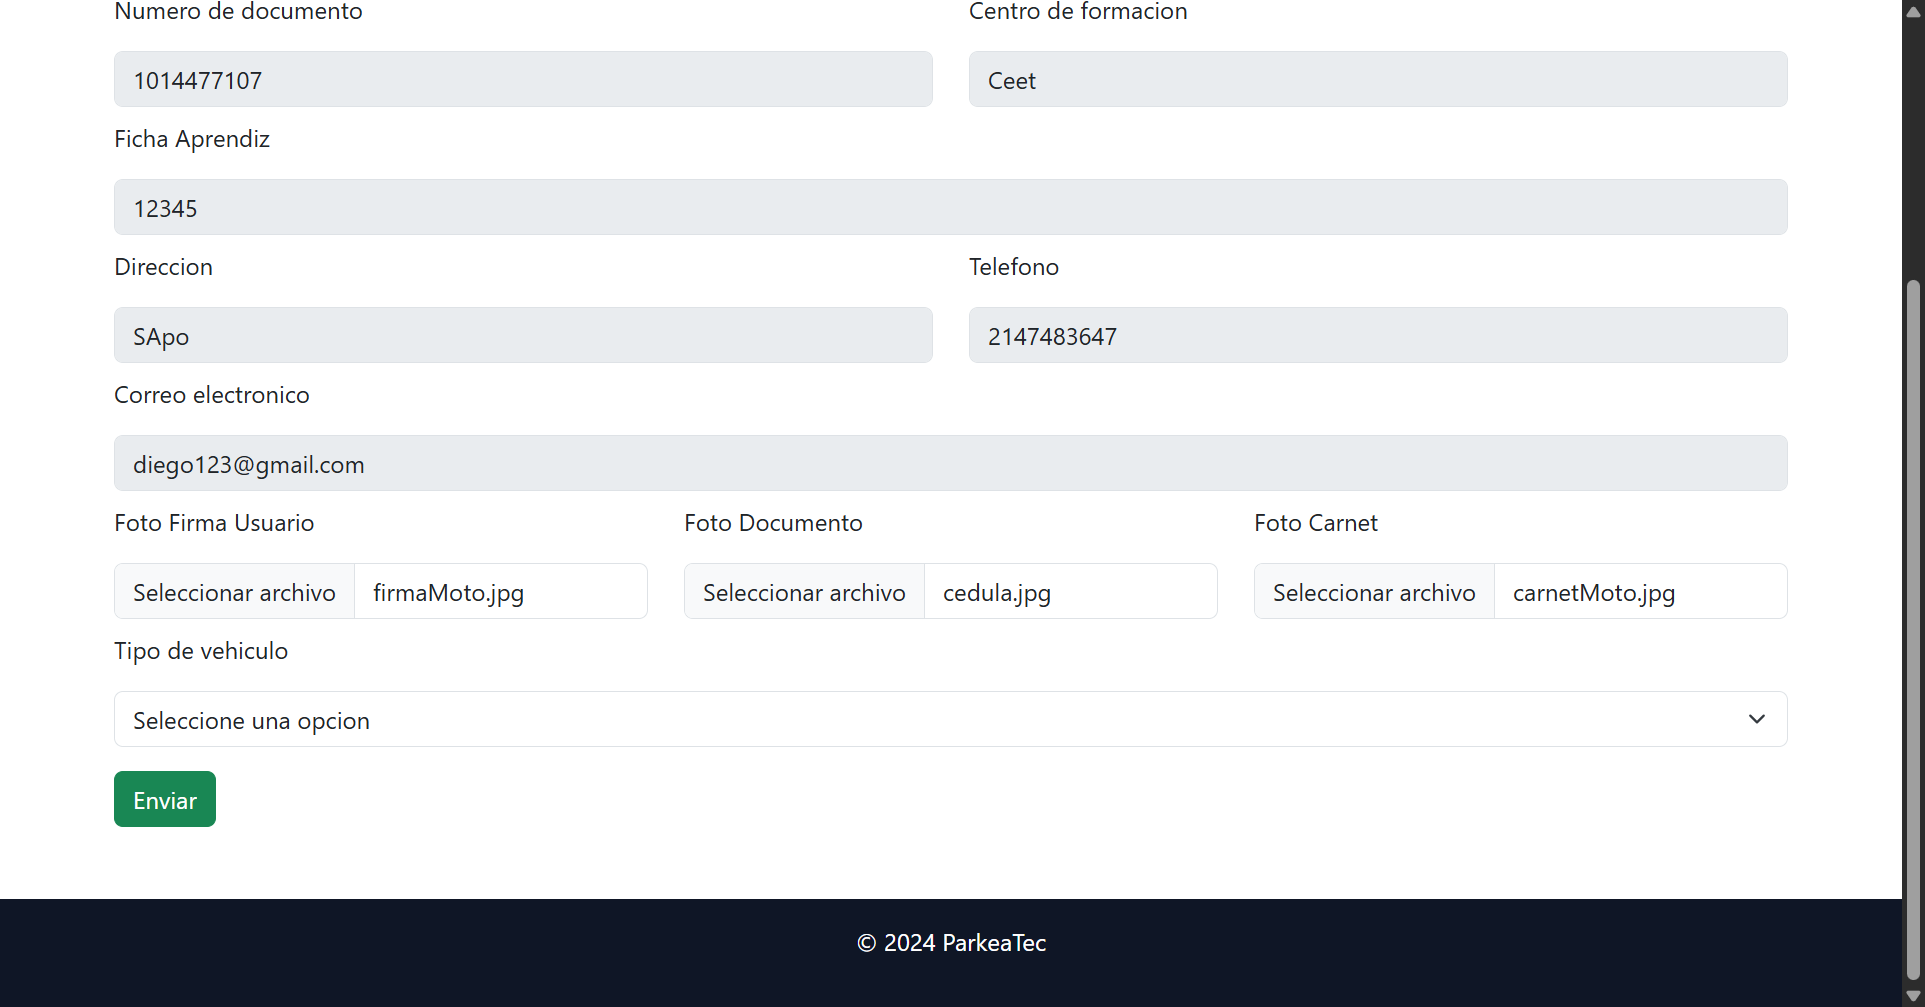 Numero de documento
Centro de formacion
1014477107
Ceet
Ficha Aprendiz
12345
Direccion
Telefono
SApo
2147483647
Correo electronico
diego123@gmail.com
Foto Firma Usuario
Foto Documento
Foto Carnet
Seleccionar archivo firmaMoto.jpg
Seleccionar archivo cedula.jpg
Seleccionar archivo carnetMoto.jpg
Tipo de vehiculo
Seleccione una opcion
Enviar
© 2024 ParkeaTec